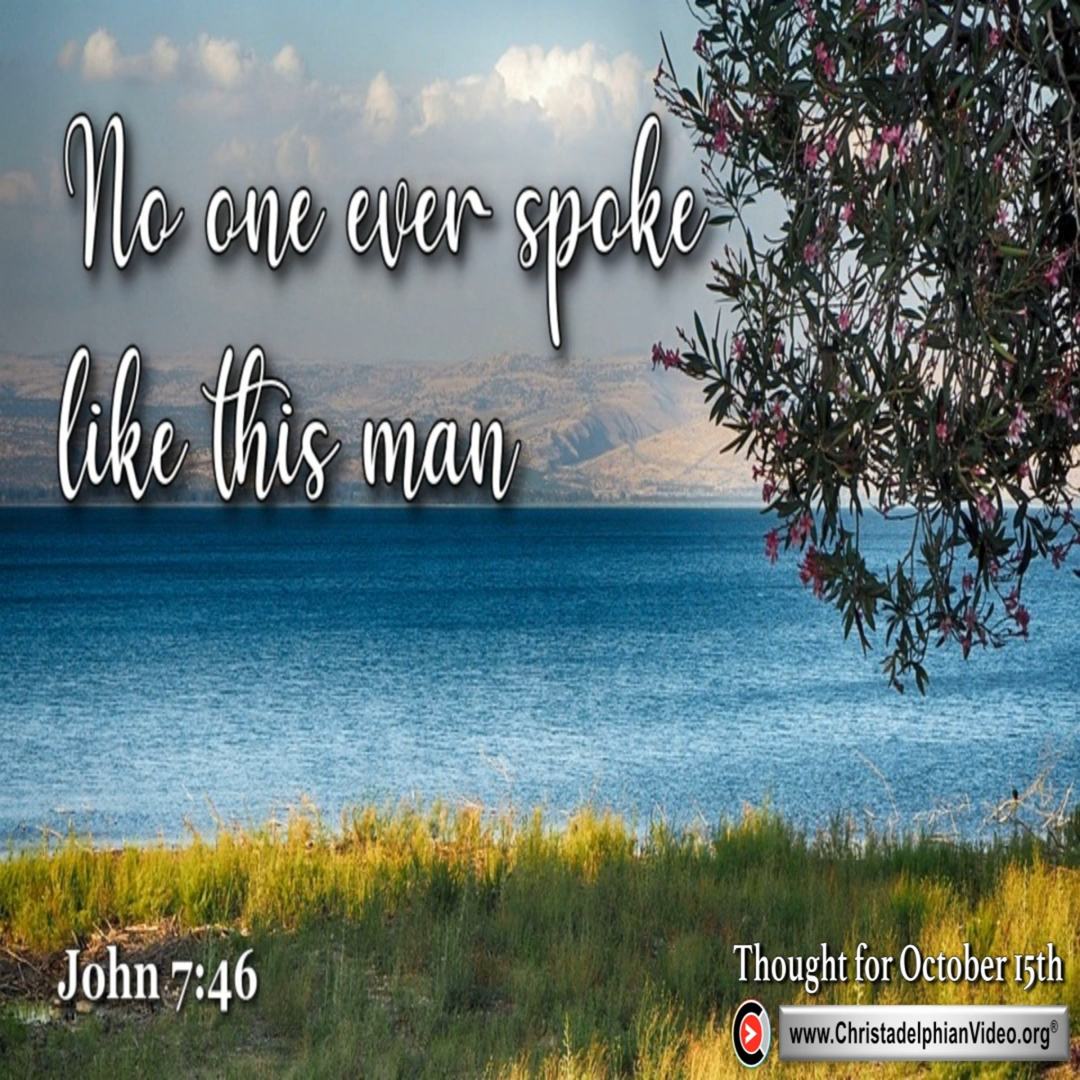 No one ever spoke
like this man
John 7:46
Thought for October 15th
www.ChristadelphianVideo.org®